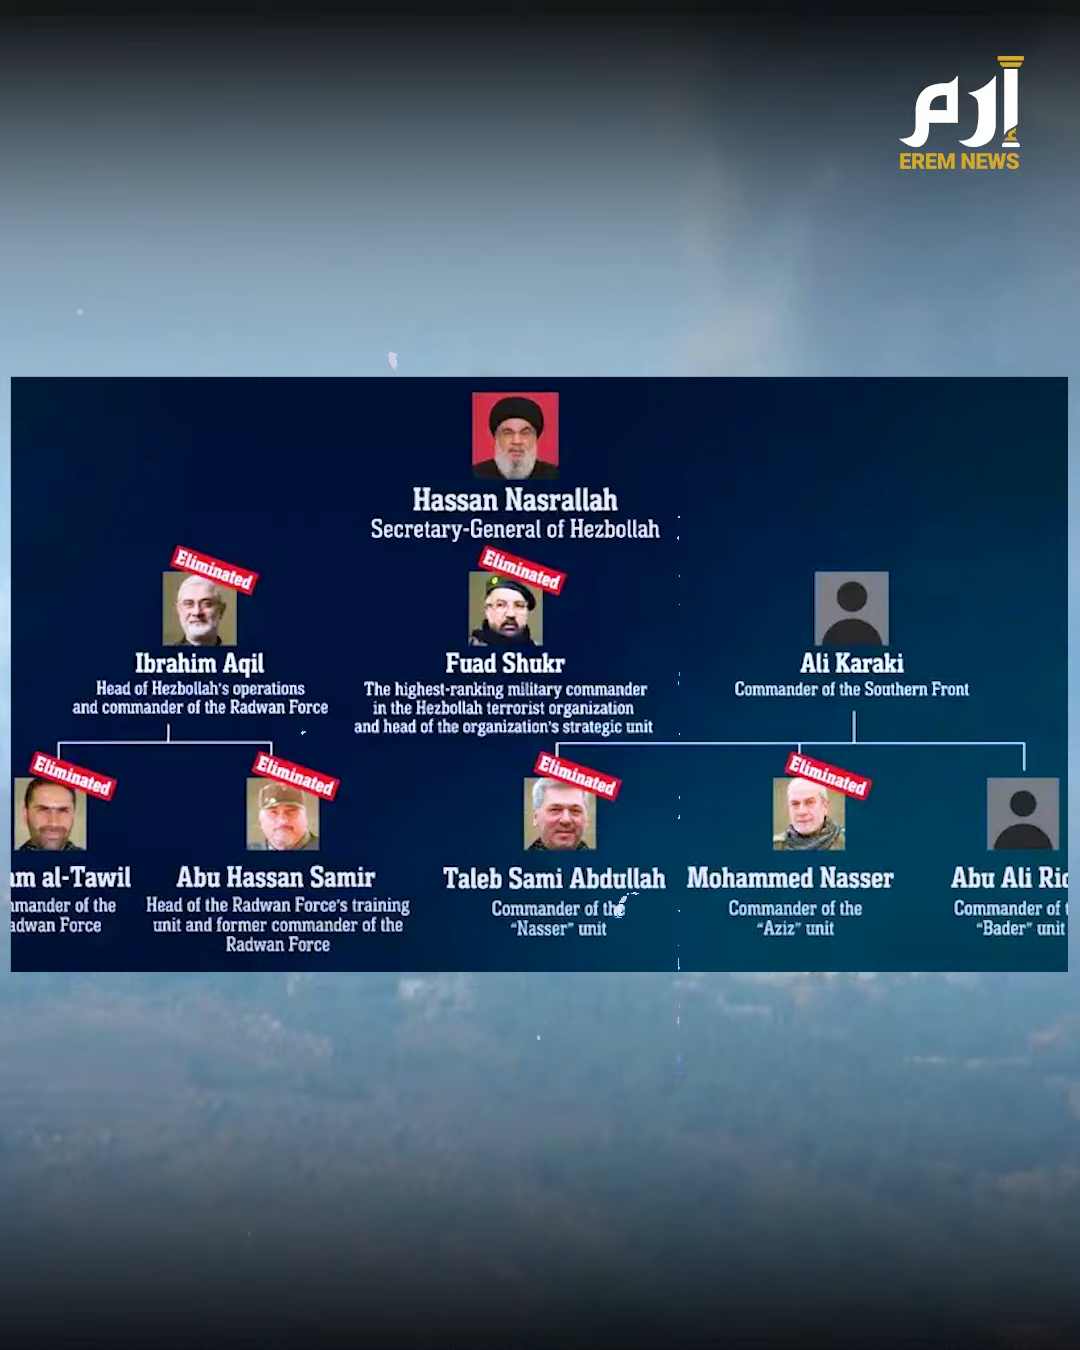 إرم
EREM NEWS
Hassan Nasrallah
Secretary-General of Hezbollah
Eliminated
Ibrahim Aqil
Head of Hezbollah's operations
and commander of the Radwan Force
Eliminated
Fuad Shukr
The highest-ranking military commander
in the Hezbollah terrorist organization
and head of the organization's strategic unit
Ali Karaki
Commander of the Southern Front
Eliminated
al-Tawil
of the
Force
Eliminated
Abu Hassan Samir
Head of the Radwan Force's training
unit and former commander of the
Radwan Force
Eliminated
Taleb Sami Abdullah
Commander of the
"Nasser" unit
Eliminated
Mohammed Nasser
Commander of the
"Aziz" unit
Abu Ali
Commander of
"Bader" unit